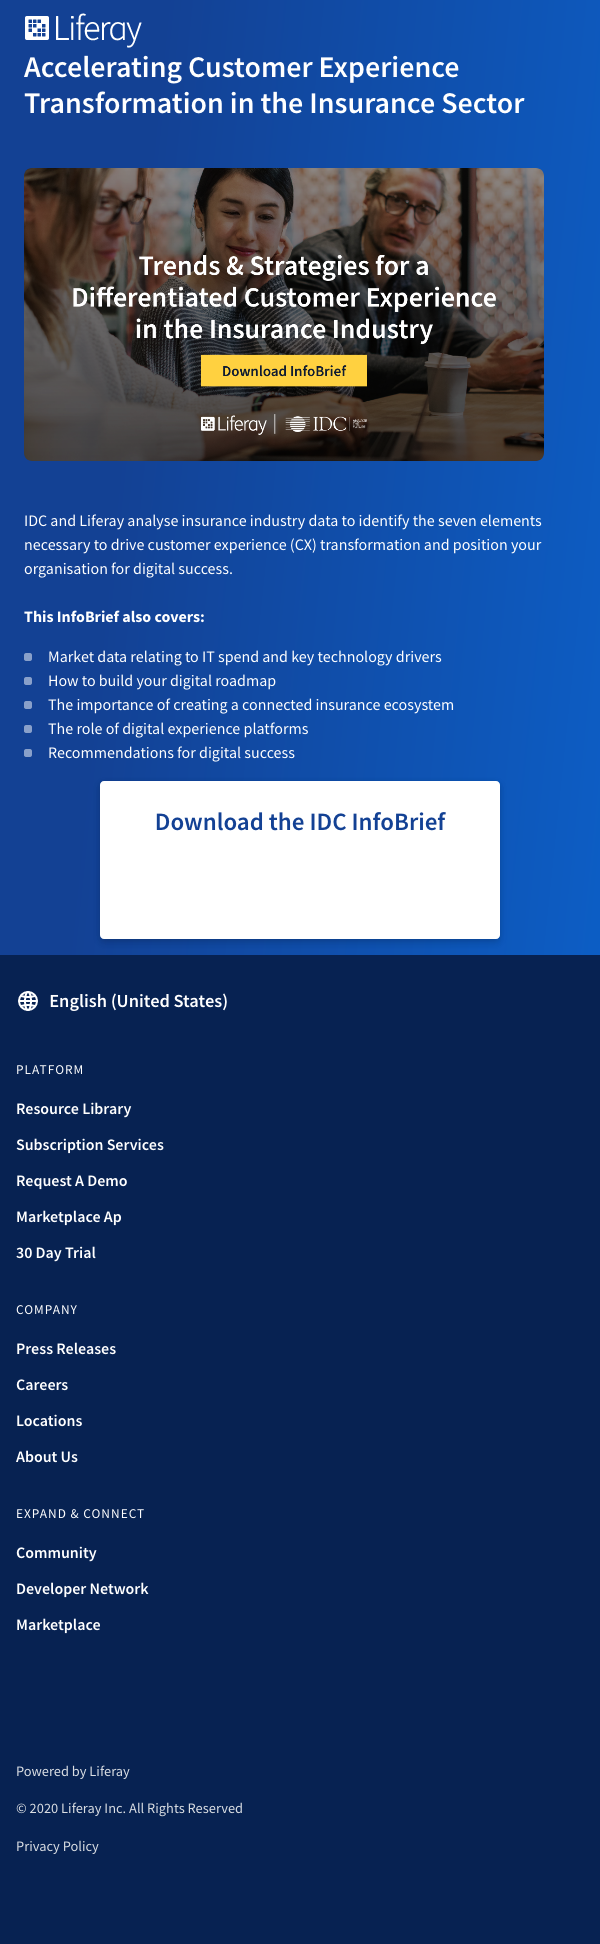 Liferay
Accelerating Customer Experience
Transformation in the Insurance Sector
Trends & Strategies for a
Differentiated Customer Experience
in the Insurance Industry
Download InfoBrief
Liferay | IDC
IDC and Liferay analyse insurance industry data to identify the seven elements
necessary to drive customer experience (CX) transformation and position your
organisation for digital success.
This InfoBrief also covers:
Market data relating to IT spend and key technology drivers
How to build your digital roadmap
The importance of creating a connected insurance ecosystem
The role of digital experience platforms
Recommendations for digital success
Download the IDC InfoBrief
English (United States)
PLATFORM
Resource Library
Subscription Services
Request A Demo
Marketplace Ap
30 Day Trial
COMPANY
Press Releases
Careers
Locations
About Us
EXPAND & CONNECT
Community
Developer Network
Marketplace
Powered by Liferay
© 2020 Liferay Inc. All Rights Reserved
Privacy Policy